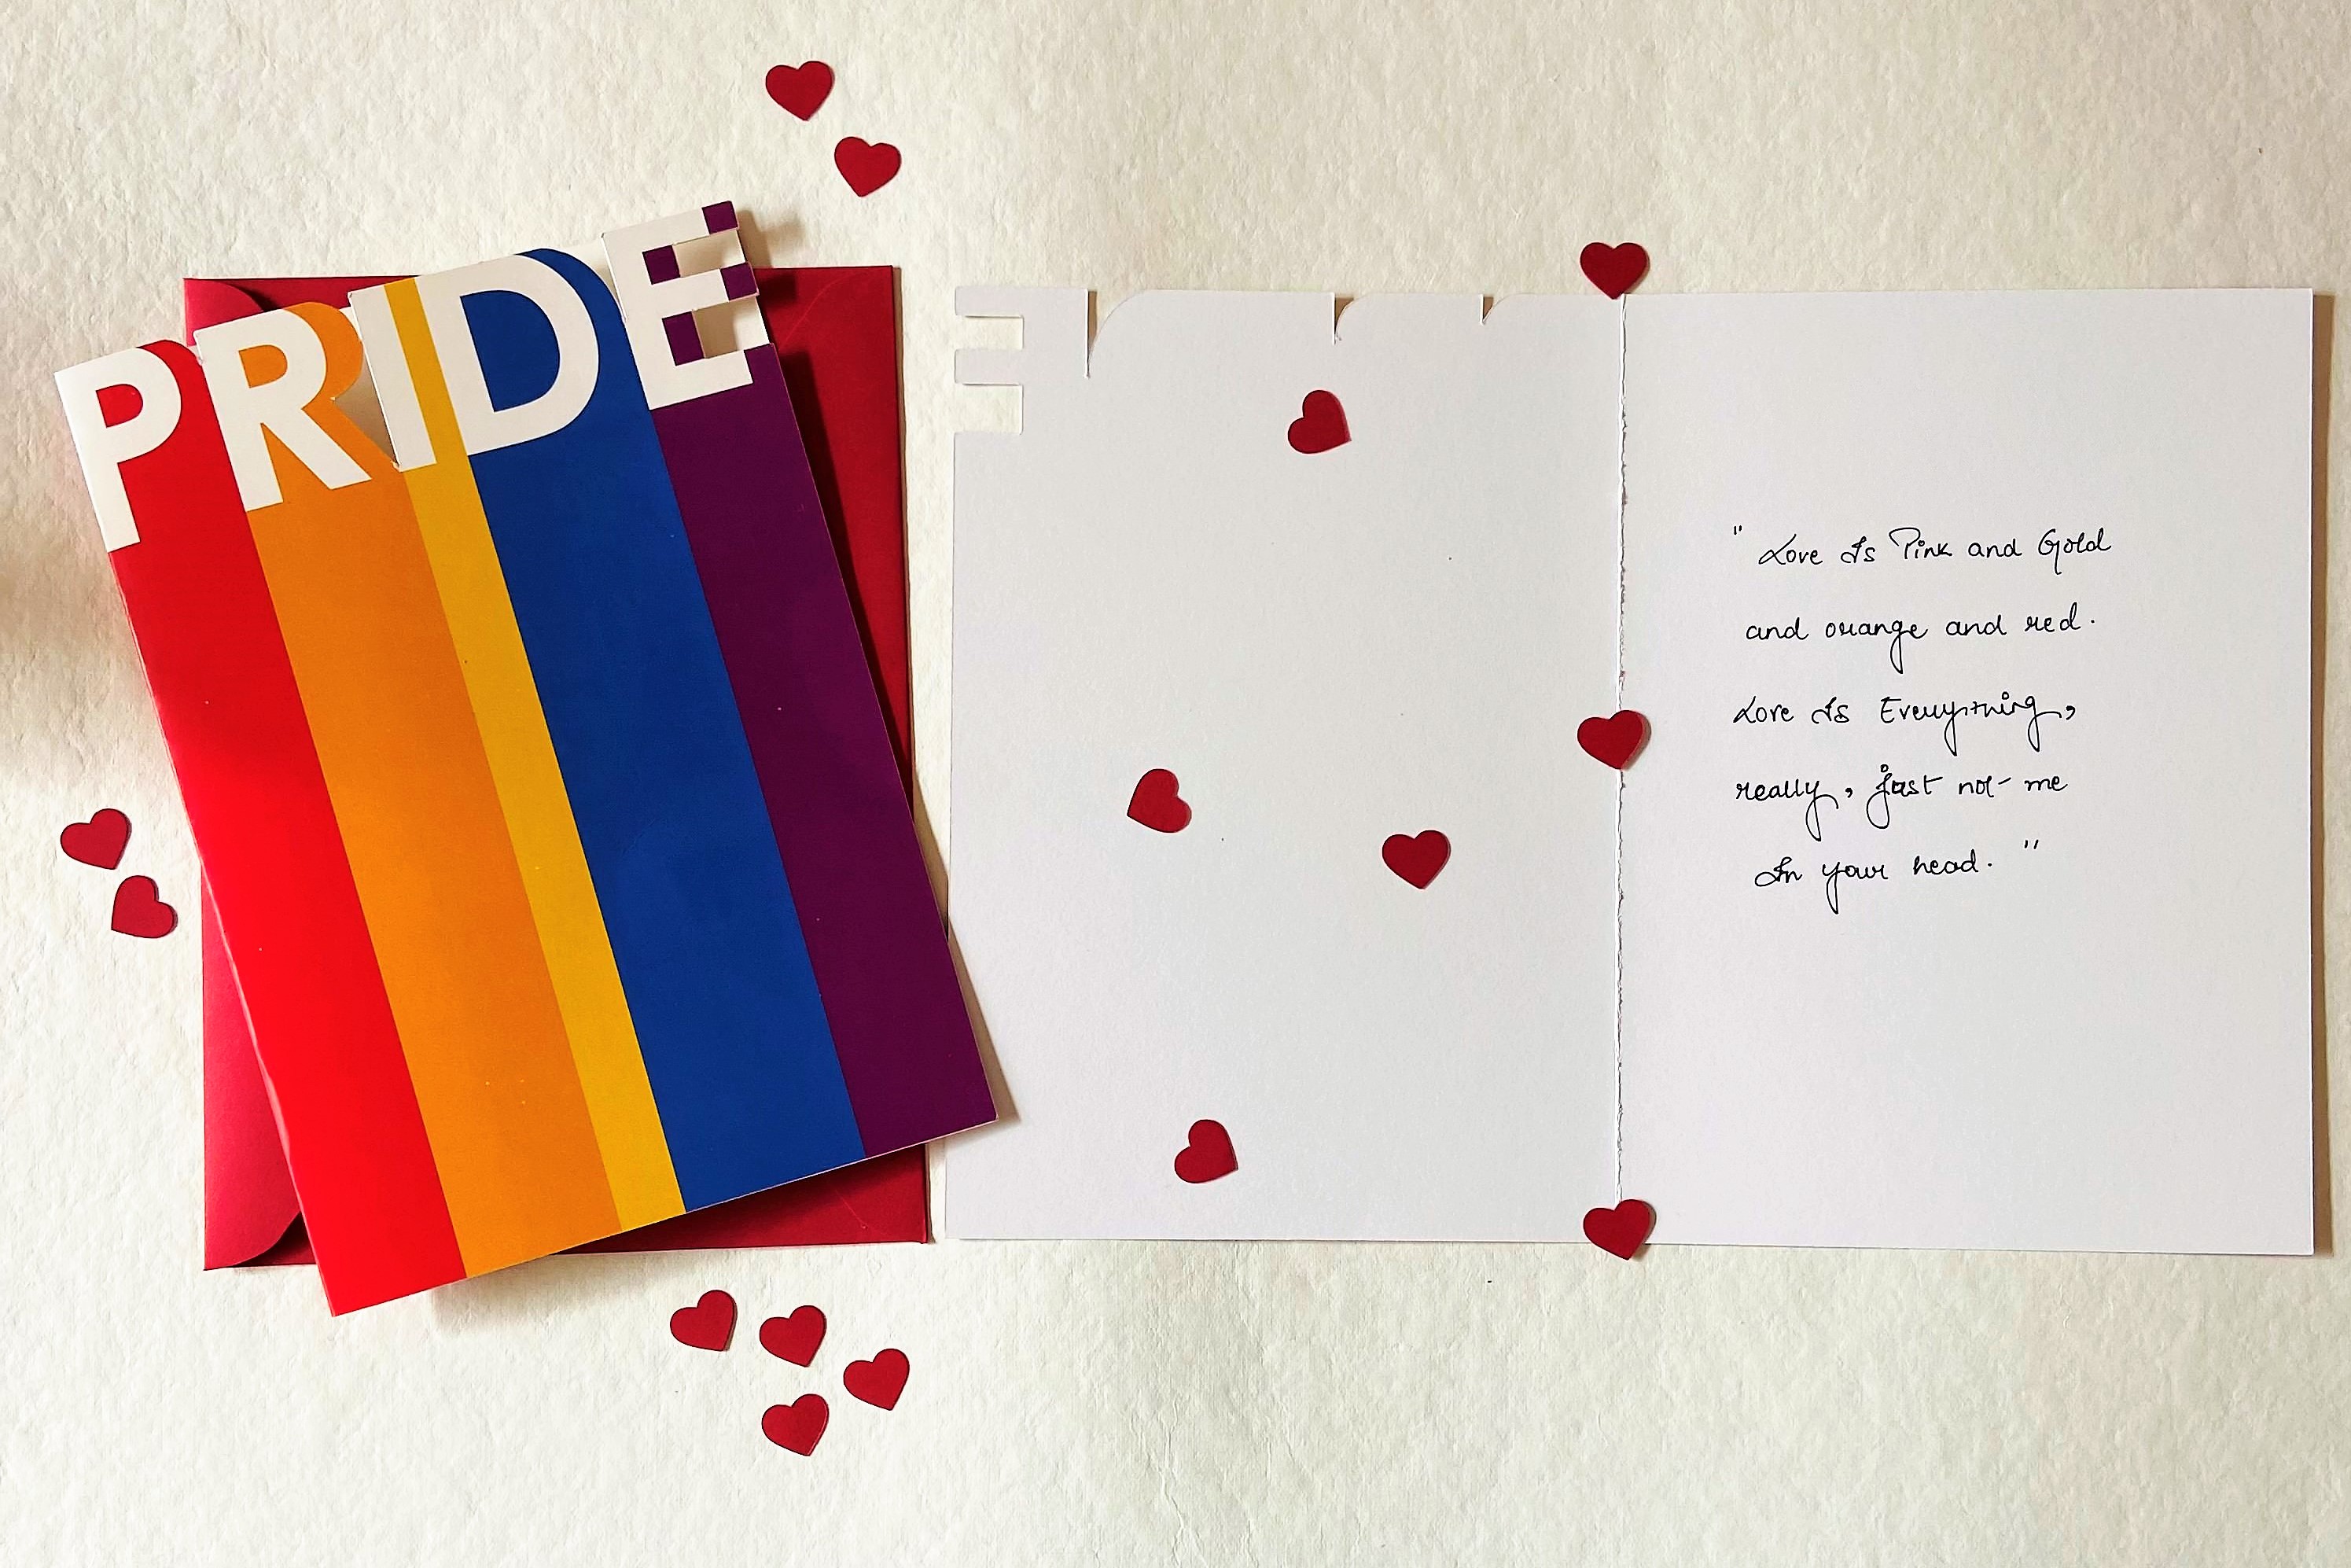 PRIDE
" Love Is Pink and Gold
and orange and red.
Love Is Everything,
really, just not me
In your head. "